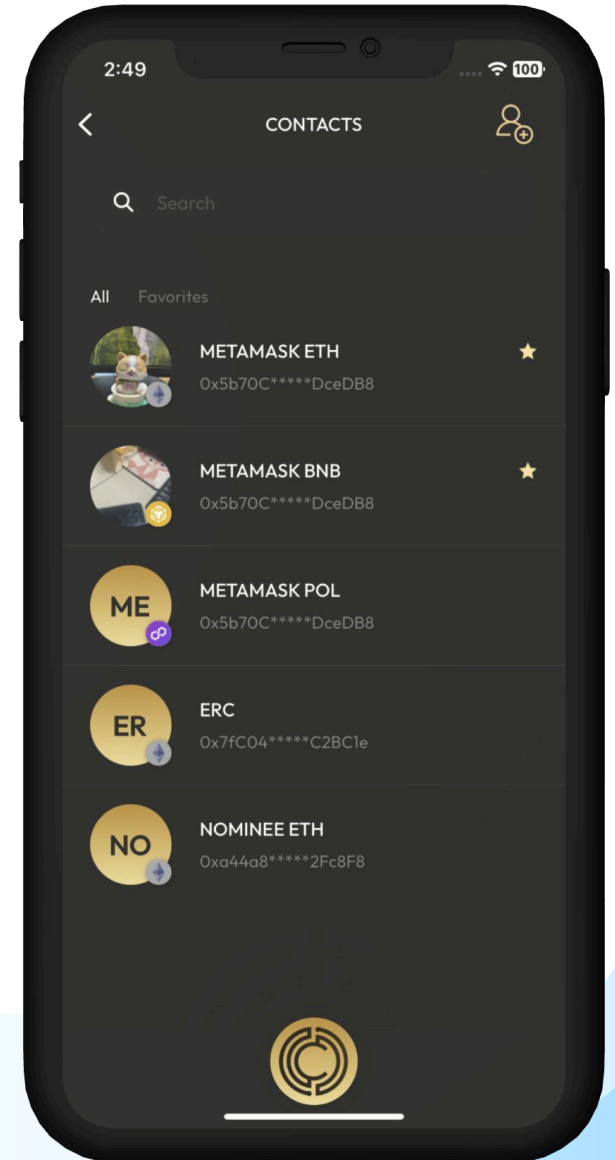 2:49
100
CONTACTS
Search
All Favorites
METAMASK ETH
0x5b70C*****DceDB8
METAMASK BNB
0x5b70C*****DceDB8
ME
METAMASK POL
0x5b70C*****DceDB8
ER
ERC
0x7fC04*****C2BC1e
NO
NOMINEE ETH
0xa44a8*****2Fc8F8